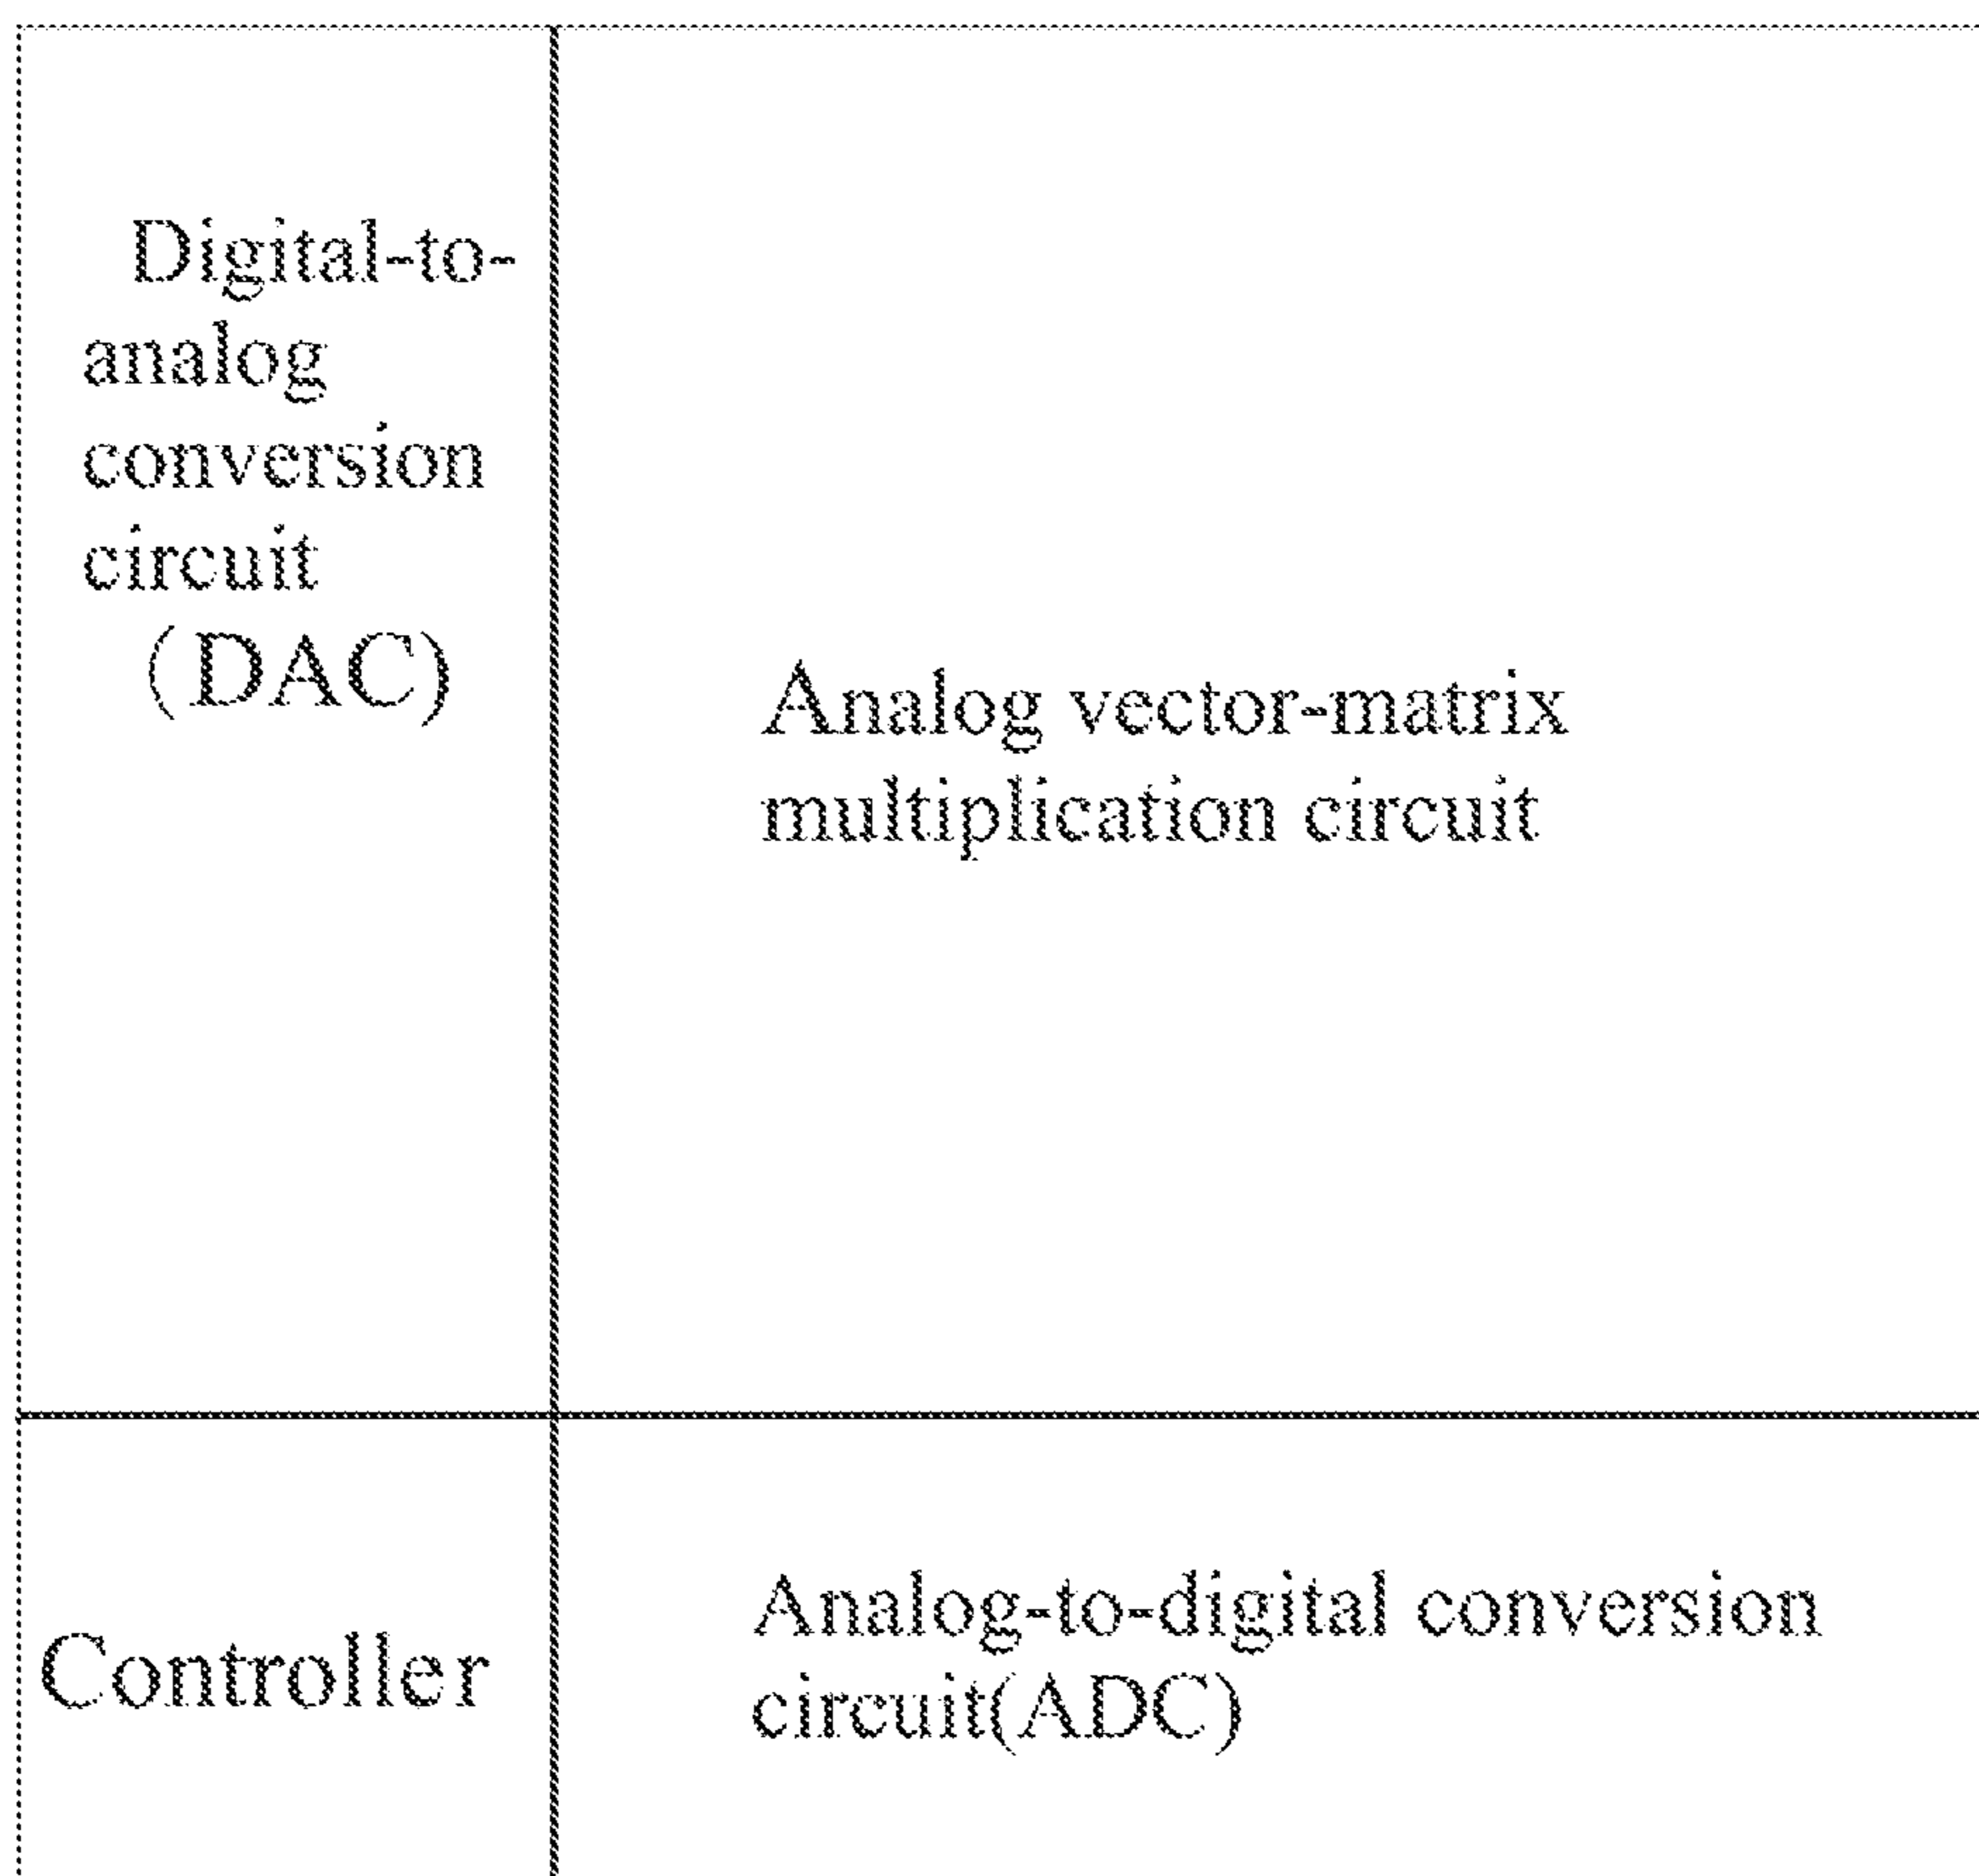 Digital-to-
analog
conversion
circuit
(DAC)
Analog vector-matrix
multiplication circuit
Controller
Analog-to-digital conversion
circuit(ADC)